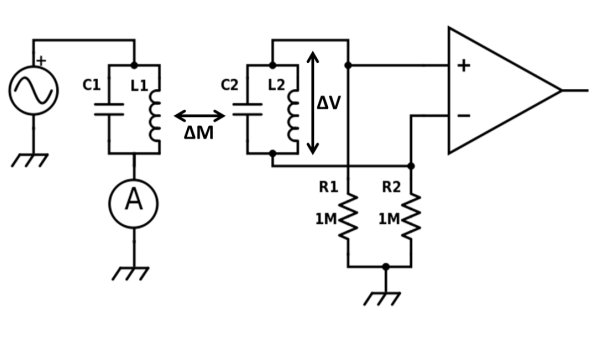 +
C1
L1
C2
L2
ΔV
ΔM
+
−
A
R1
R2
1M
1M